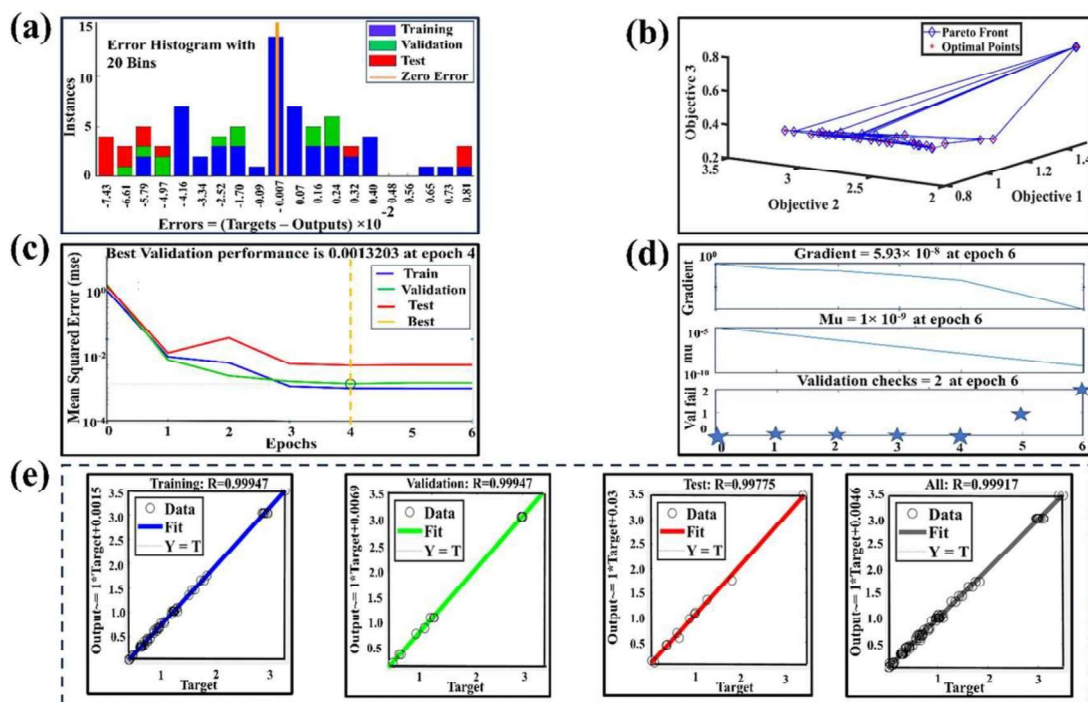 (a)
15
10
5
0
Instances
Error Histogram with
20 Bins
Training
Validation
Test
Zero Error
-7.43
-6.61
-5.79
-4.97
-4.16
-3.34
-2.52
-1.70
-0.09
-0.007
0.07
0.16
0.24
0.32
0.40
0.48
0.56
0.65
0.73
0.81
Errors = (Targets – Outputs) ×10
-2
(b)
Pareto Front
Optimal Points
Objective 3
0.8
0.6
0.4
0.2
3.5
3
2.5
2
0.8
1
1.2
1.4
Objective 2
Objective 1
(c)
Best Validation performance is 0.0013203 at epoch 4
Mean Squared Error (mse)
10⁰
10⁻²
10⁻⁴
Train
Validation
Test
Best
0 1 2 3 4 5 6
Epochs
(d)
Gradient = 5.93× 10⁻⁸ at epoch 6
10⁰
Gradient
Mu = 1× 10⁻⁹ at epoch 6
10⁻⁵
mu
10⁻¹⁰
Validation checks = 2 at epoch 6
Val fail
2
1
0
0 1 2 3 4 5 6
(e)
Training: R=0.99947
Output~= 1*Target+0.0015
3.5
3.0
2.5
2.0
1.5
1.0
0.5
Data
Fit
Y = T
1 2 3
Target
Validation: R=0.99947
Output~= 1*Target+0.0069
3.5
3.0
2.5
2.0
1.5
1.0
0.5
Data
Fit
Y = T
1 2 3
Target
Test: R=0.99775
Output~= 1*Target+0.03
3.5
3.0
2.5
2.0
1.5
1.0
0.5
Data
Fit
Y = T
1 2 3
Target
All: R=0.99917
Output~= 1*Target+0.0046
3.5
3.0
2.5
2.0
1.5
1.0
0.5
Data
Fit
Y = T
1 2 3
Target